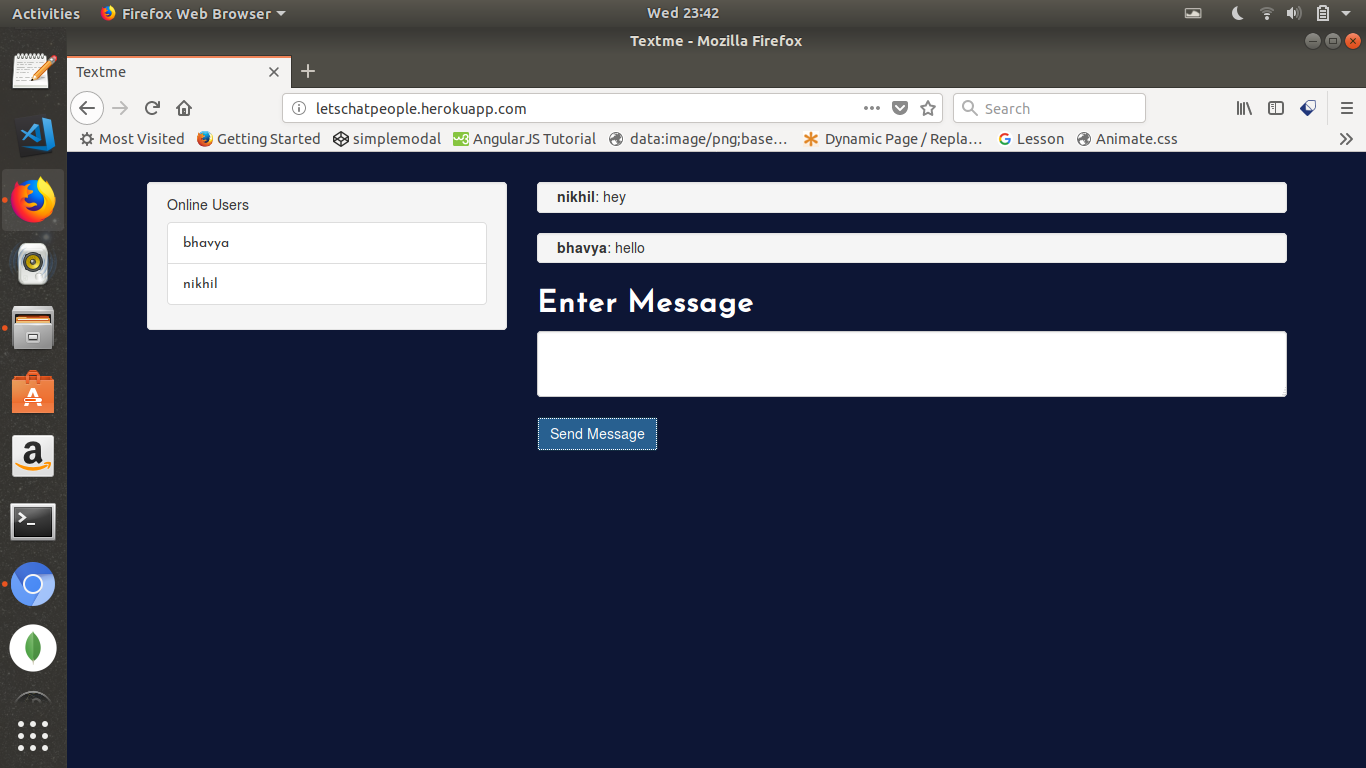 Activities Firefox Web Browser Wed 23:42
Textme - Mozilla Firefox
Textme
letschatpeople.herokuapp.com Search
Most Visited Getting Started simplemodal AngularJS Tutorial data:image/png;base… Dynamic Page / Repla… Lesson Animate.css
Online Users
bhavya
nikhil
nikhil: hey
bhavya: hello
Enter Message
Send Message